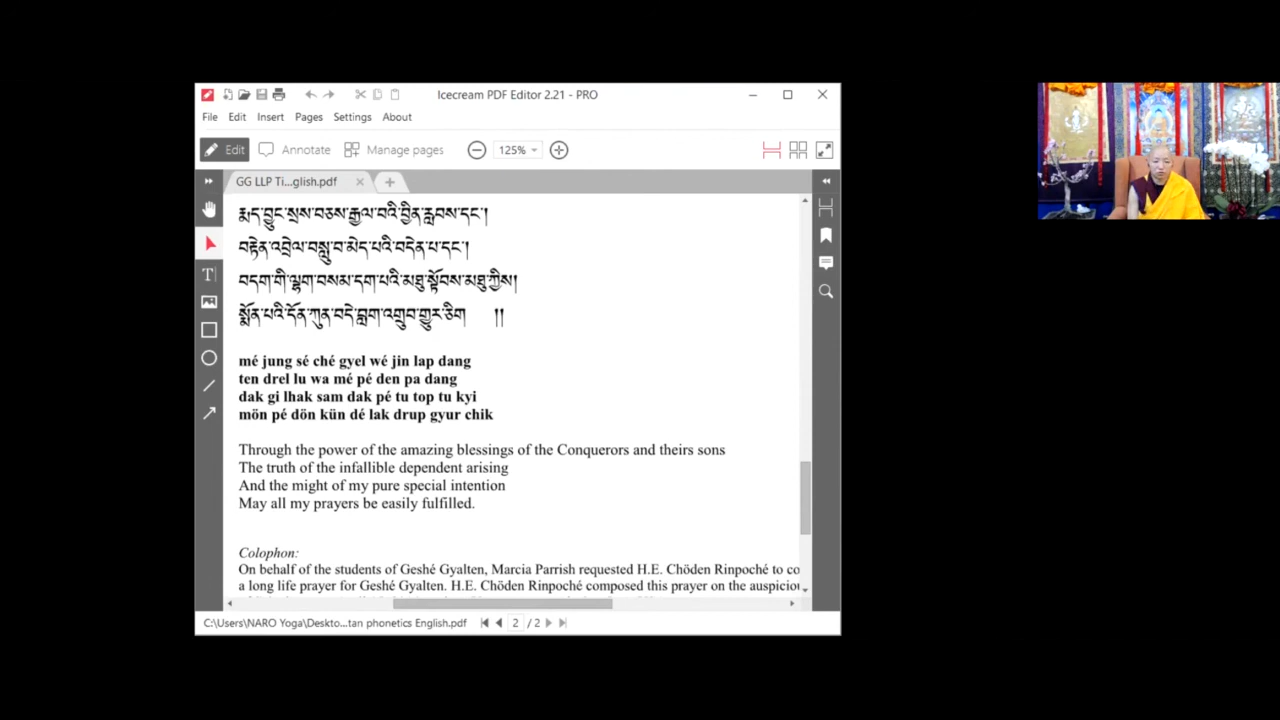 Icecream PDF Editor 2.21 - PRO
File Edit Insert Pages Settings About
Edit Annotate Manage pages 125%
GG LLP Ti...glish.pdf
རྨད་བྱུང་སྲས་བཅས་རྒྱལ་བའི་བྱིན་རླབས་དང་།
བརྟེན་འབྲེལ་བསླུ་བ་མེད་པའི་བདེན་པ་དང་།
བདག་གི་ལྷག་བསམ་དག་པའི་མཐུ་སྟོབས་མཐུ་ཀྱིས།
སྨོན་པའི་དོན་ཀུན་བདེ་བླག་འགྲུབ་གྱུར་ཅིག །།
mé jung sé ché gyel wé jin lap dang
ten drel lu wa mé pé den pa dang
dak gi lhak sam dak pé tu top tu kyi
mön pé dön kün dé lak drup gyur chik
Through the power of the amazing blessings of the Conquerors and theirs sons
The truth of the infallible dependent arising
And the might of my pure special intention
May all my prayers be easily fulfilled.
Colophon:
On behalf of the students of Geshé Gyalten, Marcia Parrish requested H.E. Chöden Rinpoché to co
a long life prayer for Geshé Gyalten. H.E. Chöden Rinpoché composed this prayer on the auspiciou
C:\Users\NARO Yoga\Deskto...tan phonetics English.pdf 2 / 2